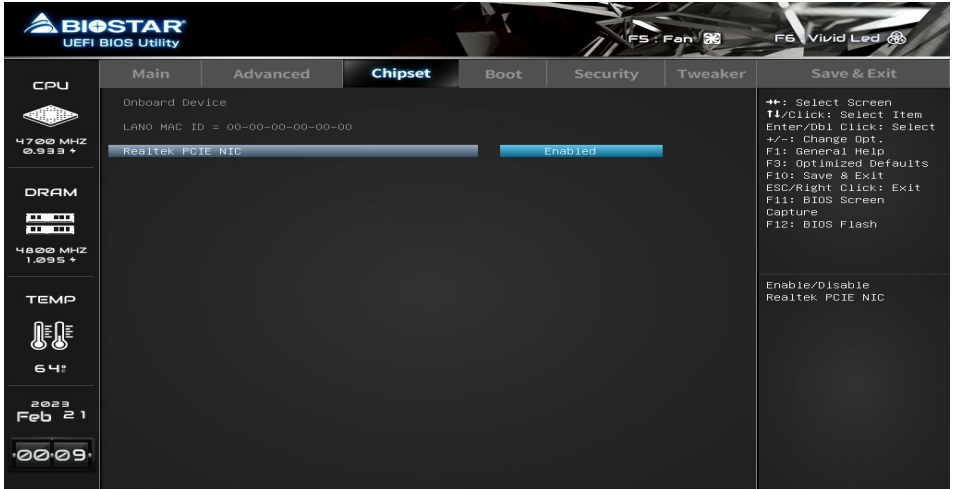 BIOSTAR
UEFI BIOS Utility
F5 : Fan
F6 Vivid Led
Main Advanced Chipset Boot Security Tweaker Save & Exit
CPU
4700 MHZ
0.933
DRAM
4800 MHZ
1.095
TEMP
64°C
2023
Feb 21
00:09
Onboard Device
LAN0 MAC ID = 00-00-00-00-00-00
Realtek PCIE NIC Enabled
→←: Select Screen
↑↓/Click: Select Item
Enter/Dbl Click: Select
+/-: Change Opt.
F1: General Help
F3: Optimized Defaults
F10: Save & Exit
ESC/Right Click: Exit
F11: BIOS Screen
Capture
F12: BIOS Flash
Enable/Disable
Realtek PCIE NIC